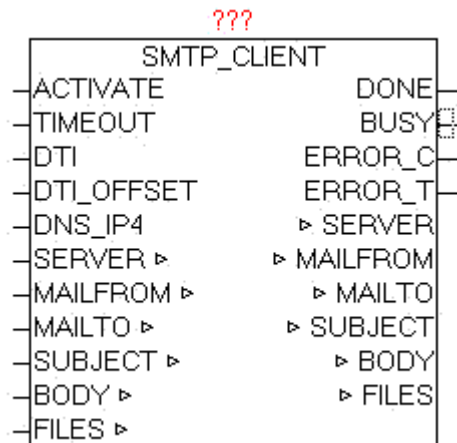 ???
SMTP_CLIENT
ACTIVATE DONE
TIMEOUT BUSY
DTI ERROR_C
DTI_OFFSET ERROR_T
DNS_IP4 ▹ SERVER
SERVER ▹ ▹ MAILFROM
MAILFROM ▹ ▹ MAILTO
MAILTO ▹ ▹ SUBJECT
SUBJECT ▹ ▹ BODY
BODY ▹ ▹ FILES
FILES ▹